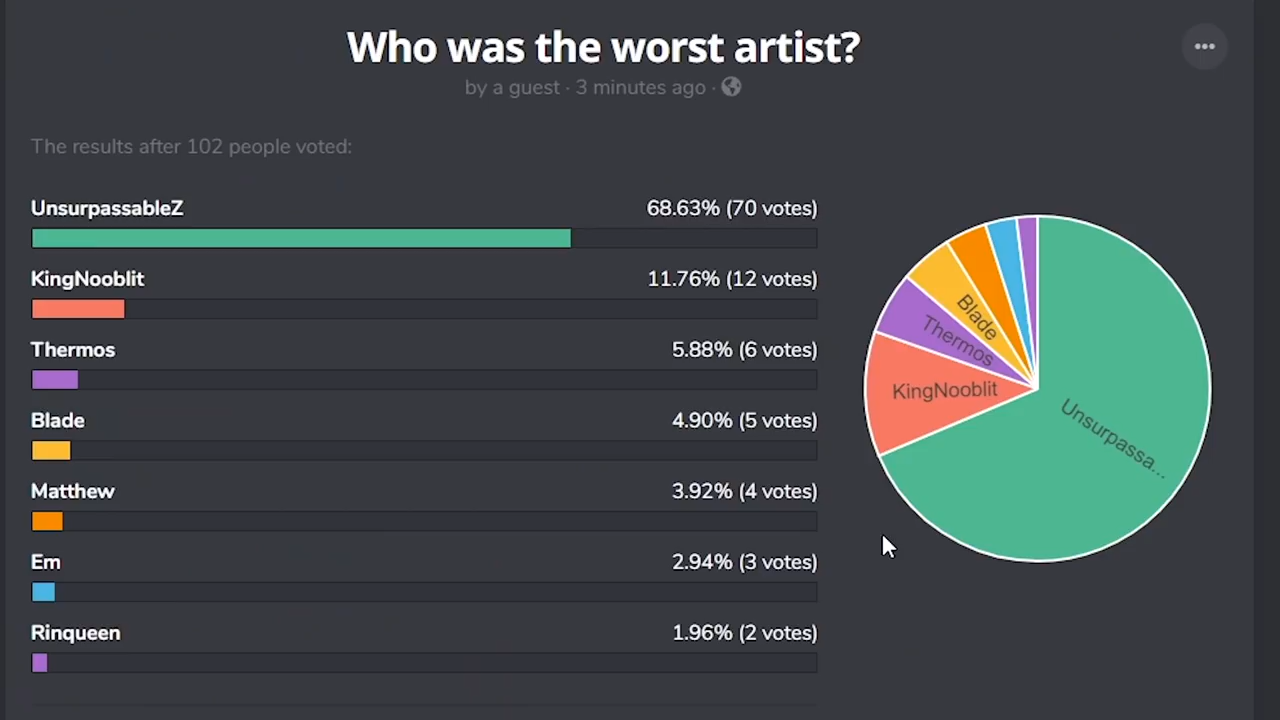 Who was the worst artist?
by a guest · 3 minutes ago ·
The results after 102 people voted:
UnsurpassableZ 68.63% (70 votes)
KingNooblit 11.76% (12 votes)
Thermos 5.88% (6 votes)
Blade 4.90% (5 votes)
Matthew 3.92% (4 votes)
Em 2.94% (3 votes)
Rinqueen 1.96% (2 votes)
Blade
Thermos
KingNooblit
Unsurpassa...